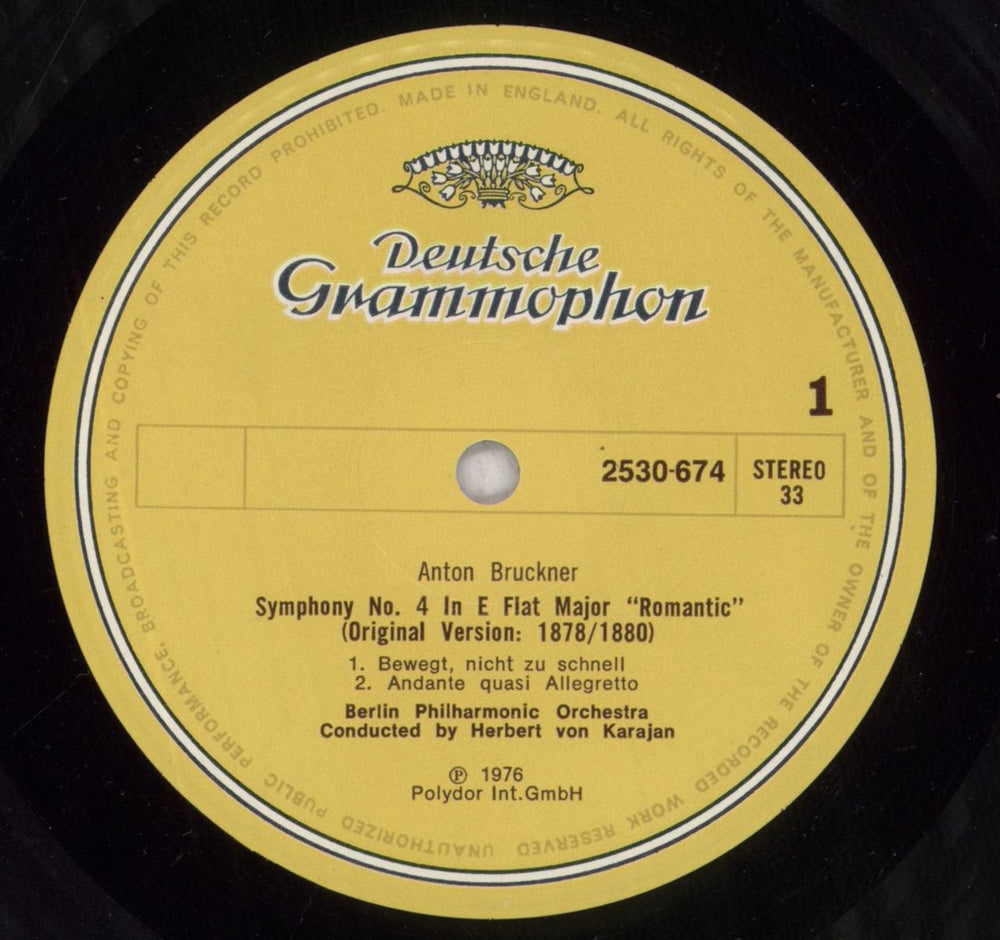 MADE IN ENGLAND. ALL RIGHTS OF THE MANUFACTURER AND OF THE OWNER OF THE RECORDED WORK RESERVED UNAUTHORIZED PUBLIC PERFORMANCE, BROADCASTING AND COPYING OF THIS RECORD PROHIBITED.
Deutsche
Grammophon
1
2530-674
STEREO
33
Anton Bruckner
Symphony No. 4 In E Flat Major "Romantic"
(Original Version: 1878/1880)
1. Bewegt, nicht zu schnell
2. Andante quasi Allegretto
Berlin Philharmonic Orchestra
Conducted by Herbert von Karajan
℗ 1976
Polydor Int.GmbH